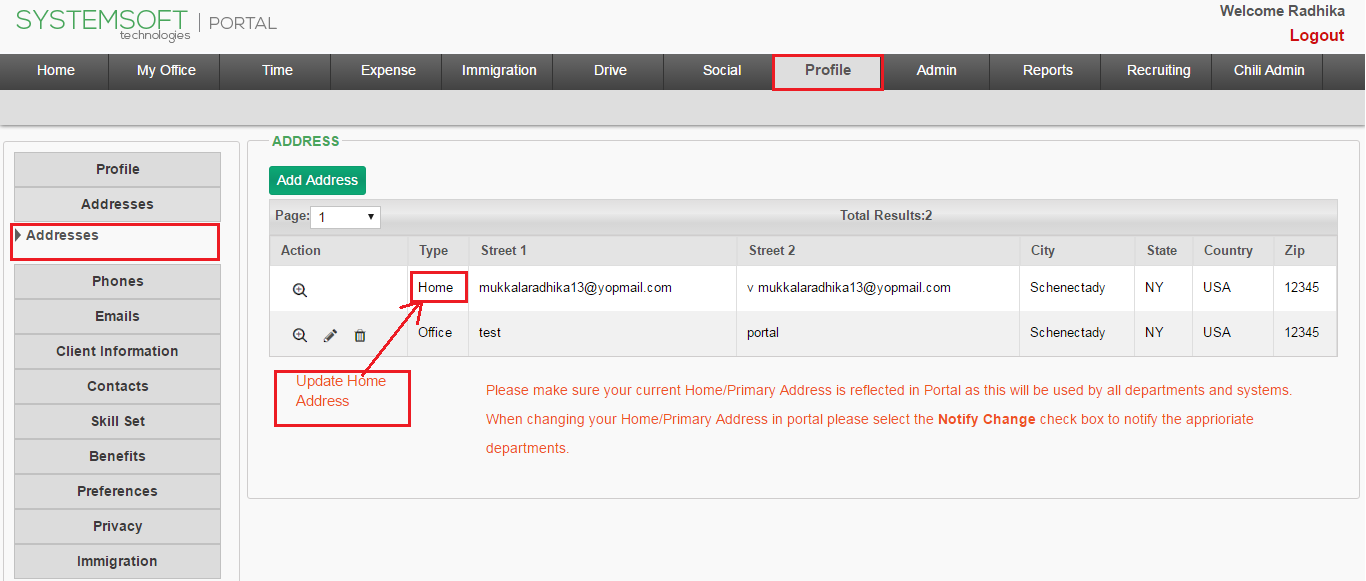 SYSTEMSOFT | PORTAL
technologies
Welcome Radhika
Logout
Home My Office Time Expense Immigration Drive Social Profile Admin Reports Recruiting Chili Admin
Profile
Addresses
Addresses
Phones
Emails
Client Information
Contacts
Skill Set
Benefits
Preferences
Privacy
Immigration
ADDRESS
Add Address
Page: 1 Total Results:2
Action Type Street 1 Street 2 City State Country Zip
Home mukkalaradhika13@yopmail.com v mukkalaradhika13@yopmail.com Schenectady NY USA 12345
Office test portal Schenectady NY USA 12345
Update Home
Address
Please make sure your current Home/Primary Address is reflected in Portal as this will be used by all departments and systems.
When changing your Home/Primary Address in portal please select the Notify Change check box to notify the apprioriate
departments.